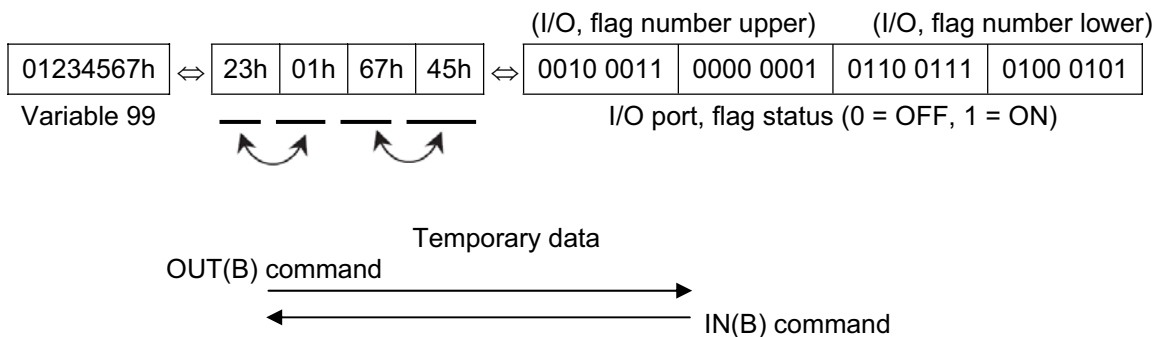 (I/O, flag number upper) (I/O, flag number lower)
01234567h ⇔ 23h 01h 67h 45h ⇔ 0010 0011 0000 0001 0110 0111 0100 0101
Variable 99 I/O port, flag status (0 = OFF, 1 = ON)
Temporary data
OUT(B) command
IN(B) command